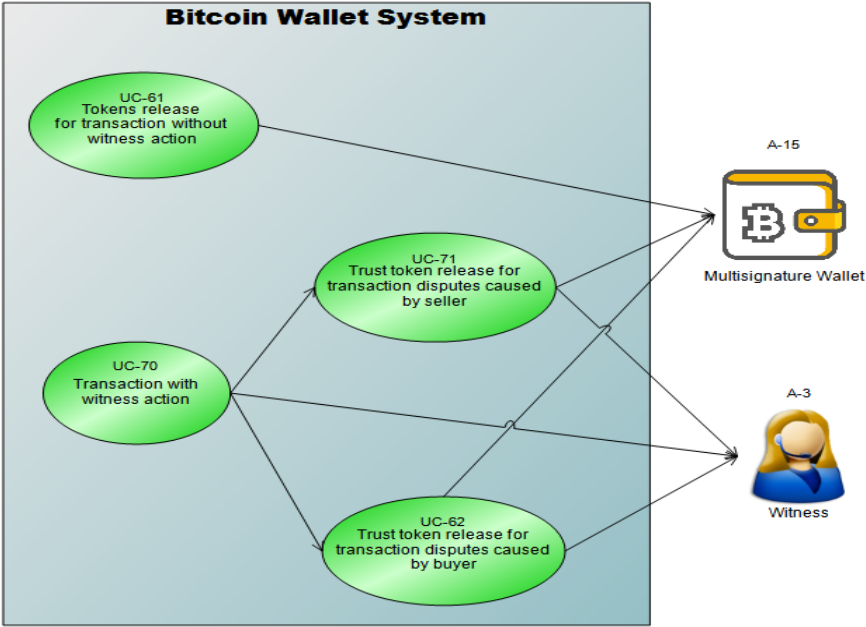 Bitcoin Wallet System
UC-61
Tokens release
for transaction without
witness action
A-15
Multisignature Wallet
UC-71
Trust token release for
transaction disputes caused
by seller
UC-70
Transaction with
witness action
A-3
Witness
UC-62
Trust token release for
transaction disputes caused
by buyer